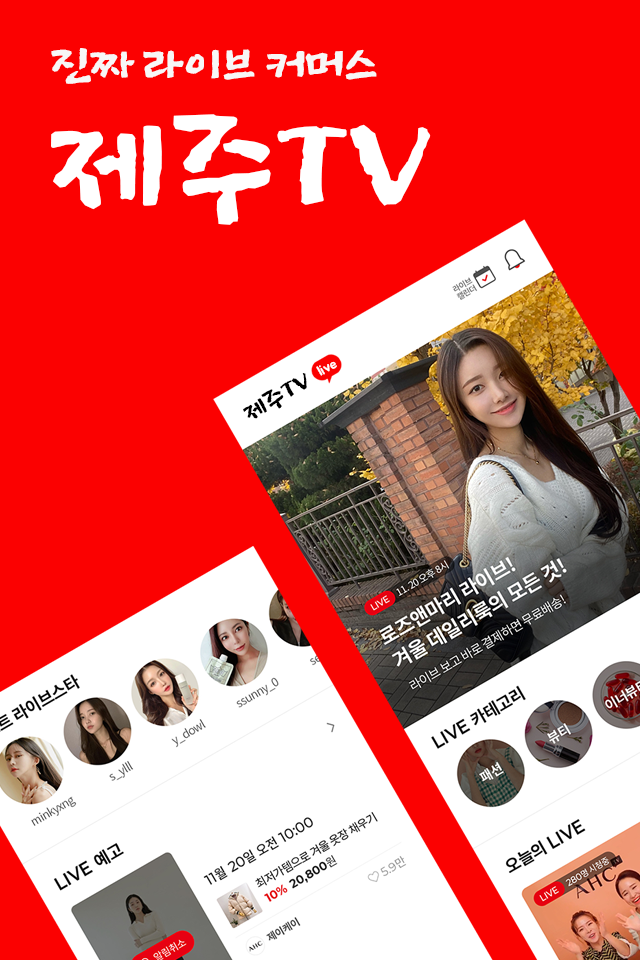 진짜 라이브 커머스
제주TV
라이브
캘린더
제주TV live
LIVE 11. 20 오후 8시
로즈앤마리 라이브!
겨울 데일리룩의 모든 것!
라이브 보고 바로 결제하면 무료배송!
LIVE 카테고리
패션
뷰티
이너뷰티
오늘의 LIVE
LIVE 280명 시청중
AHC
트 라이브스타
minkyxng
s_ylll
y_dowl
ssunny_0
LIVE 예고
알림취소
11월 20일 오전 10:00
최저가템으로 겨울 옷장 채우기
10% 20,800원
AHC 제이케이
5.9만